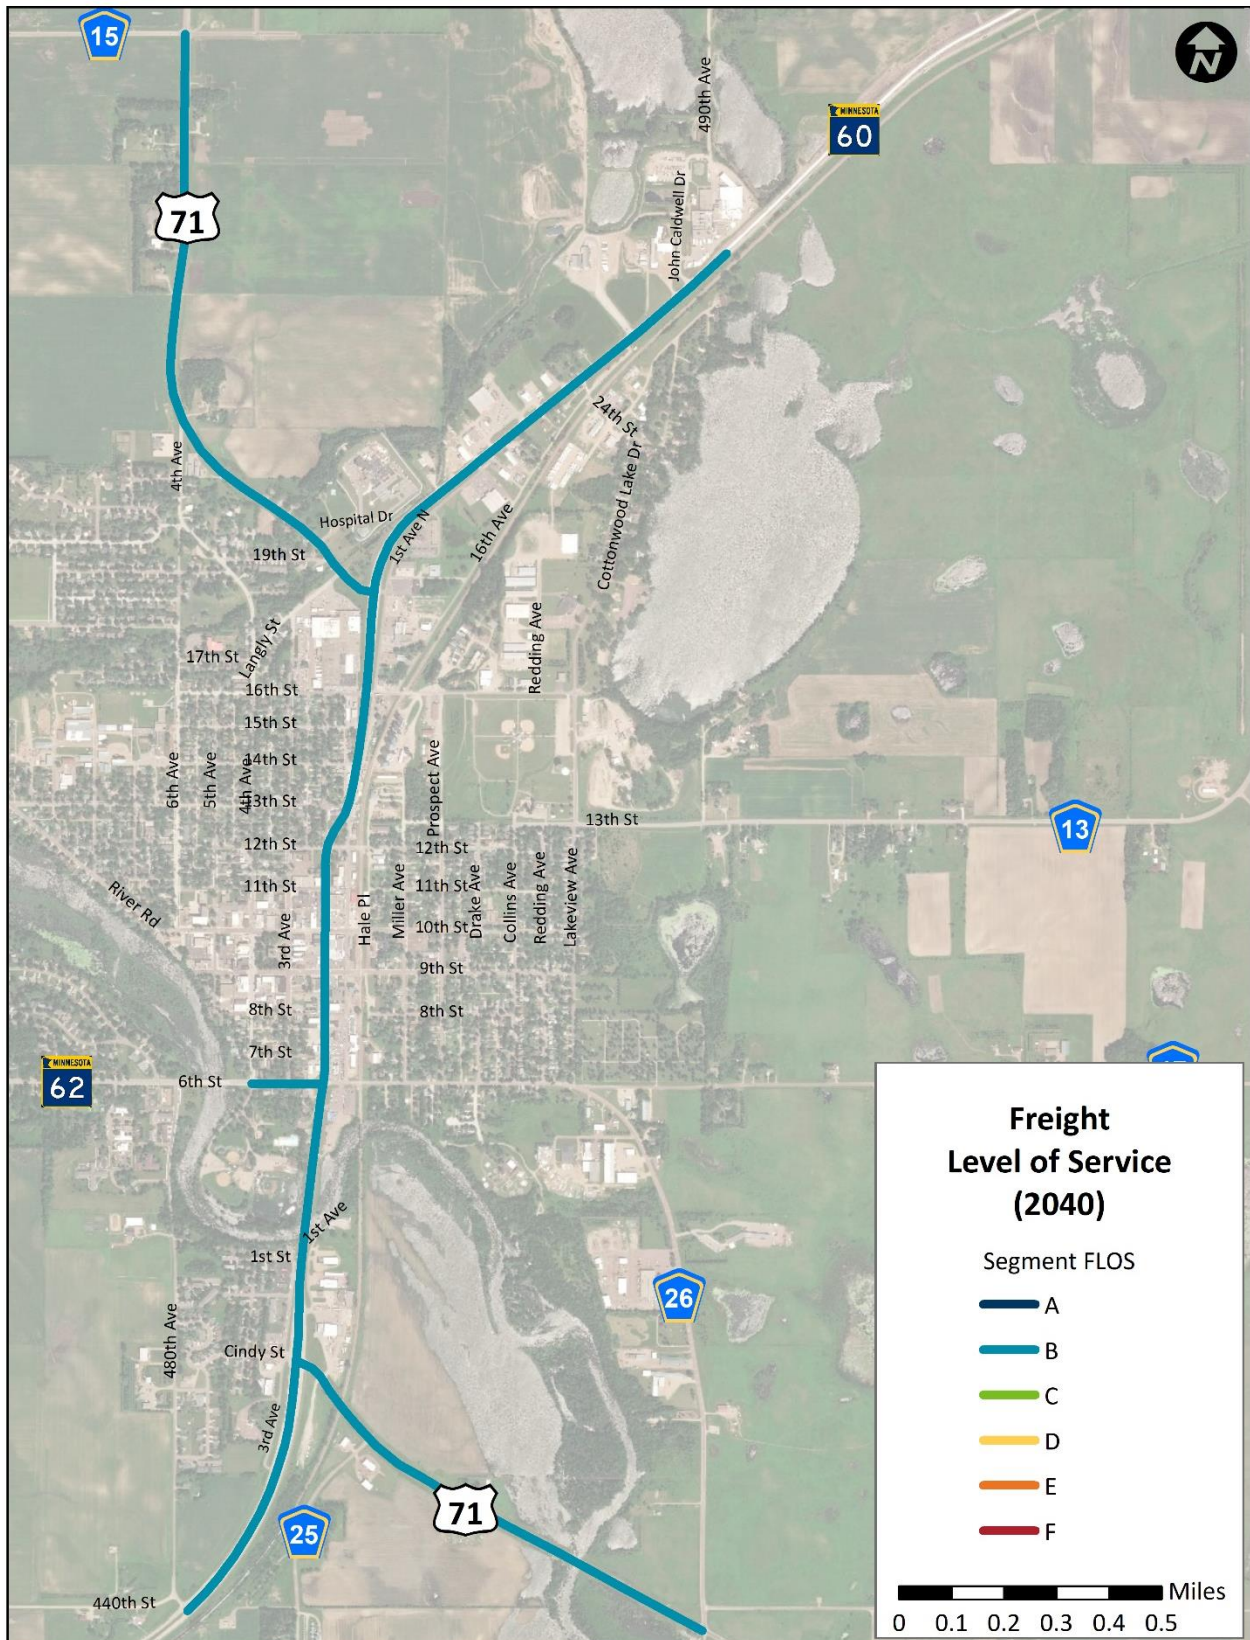 15
N
490th Ave
MINNESOTA
60
71
John Caldwell Dr
24th St
4th Ave
Cottonwood Lake Dr
Hospital Dr
1st Ave N
16th Ave
19th St
Redding Ave
Langly St
17th St
16th St
15th St
14th St
6th Ave
5th Ave
4th Ave
13th St
Prospect Ave
13th St
13
12th St
12th St
11th St
11th St
River Rd
3rd Ave
Hale Pl
Miller Ave
10th St
Drake Ave
Collins Ave
Redding Ave
Lakeview Ave
9th St
8th St
8th St
7th St
MINNESOTA
62
6th St
1st Ave
1st St
26
480th Ave
Cindy St
3rd Ave
71
25
440th St
Freight
Level of Service
(2040)
Segment FLOS
A
B
C
D
E
F
Miles
0 0.1 0.2 0.3 0.4 0.5